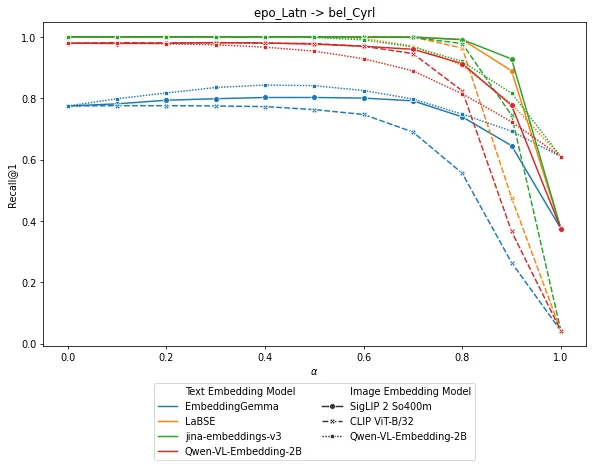 epo_Latn -> bel_Cyrl
Recall@1
1.0
0.8
0.6
0.4
0.2
0.0
0.0 0.2 0.4 0.6 0.8 1.0
α
Text Embedding Model Image Embedding Model
EmbeddingGemma SigLIP 2 So400m
LaBSE CLIP ViT-B/32
jina-embeddings-v3 Qwen-VL-Embedding-2B
Qwen-VL-Embedding-2B